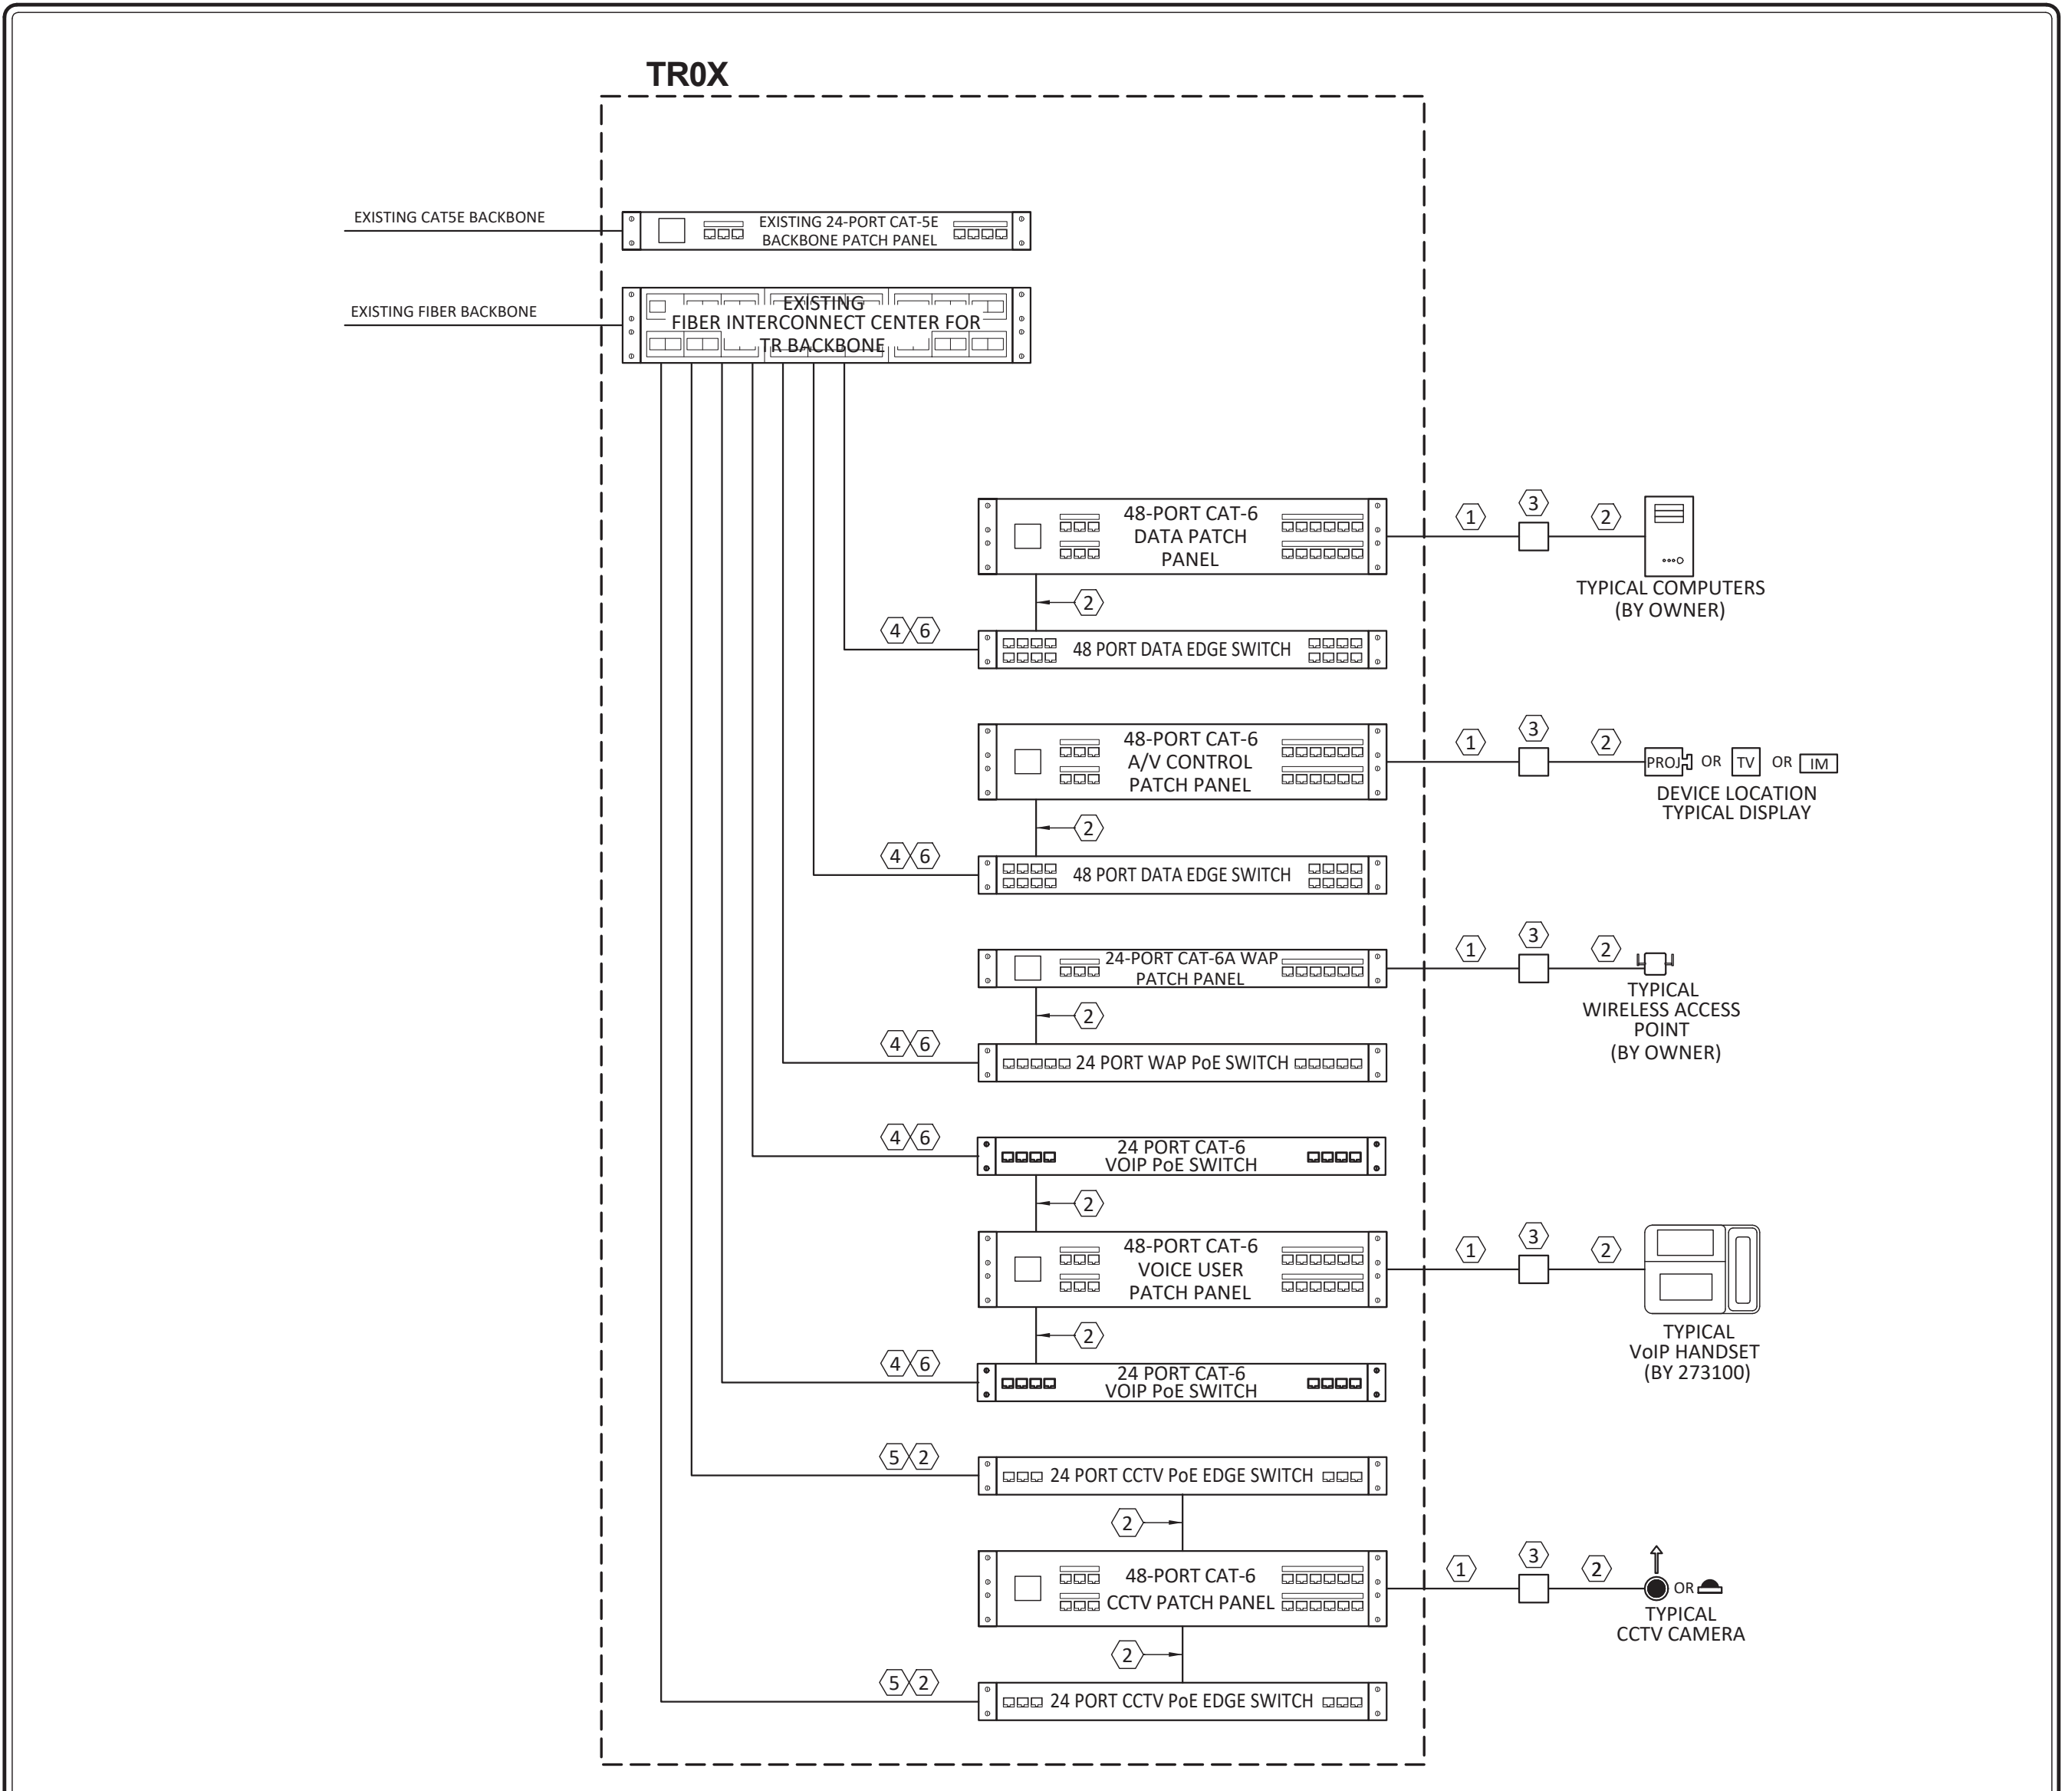 TR0X
EXISTING CAT5E BACKBONE
EXISTING 24-PORT CAT-5E
BACKBONE PATCH PANEL
EXISTING FIBER BACKBONE
EXISTING
FIBER INTERCONNECT CENTER FOR
TR BACKBONE
48-PORT CAT-6
DATA PATCH
PANEL
1
3
2
TYPICAL COMPUTERS
(BY OWNER)
2
4 6
48 PORT DATA EDGE SWITCH
48-PORT CAT-6
A/V CONTROL
PATCH PANEL
1
3
2
PROJ OR TV OR IM
DEVICE LOCATION
TYPICAL DISPLAY
2
4 6
48 PORT DATA EDGE SWITCH
24-PORT CAT-6A WAP
PATCH PANEL
1
3
2
TYPICAL
WIRELESS ACCESS
POINT
(BY OWNER)
2
4 6
24 PORT WAP PoE SWITCH
4 6
24 PORT CAT-6
VOIP PoE SWITCH
2
48-PORT CAT-6
VOICE USER
PATCH PANEL
1
3
2
TYPICAL
VoIP HANDSET
(BY 273100)
2
4 6
24 PORT CAT-6
VOIP PoE SWITCH
5 2
24 PORT CCTV PoE EDGE SWITCH
2
48-PORT CAT-6
CCTV PATCH PANEL
1
3
2
OR
TYPICAL
CCTV CAMERA
2
5 2
24 PORT CCTV PoE EDGE SWITCH